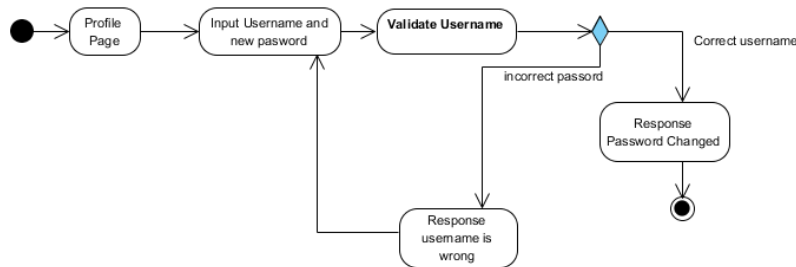 Profile
Page
Input Username and
new pasword
Validate Username
Correct username
incorrect passord
Response
Password Changed
Response
username is
wrong